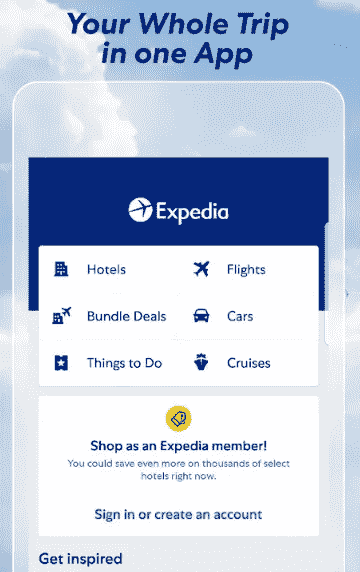 Your Whole Trip
in one App
Expedia
Hotels
Flights
Bundle Deals
Cars
Things to Do
Cruises
Shop as an Expedia member!
You could save even more on thousands of select
hotels right now.
Sign in or create an account
Get inspired